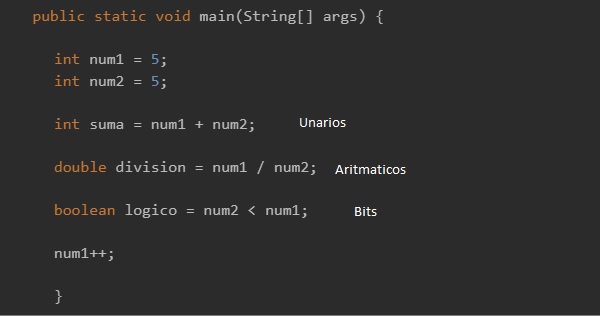 public static void main(String[] args) {
int num1 = 5;
int num2 = 5;
int suma = num1 + num2; Unarios
double division = num1 / num2; Aritmaticos
boolean logico = num2 < num1; Bits
num1++;
}